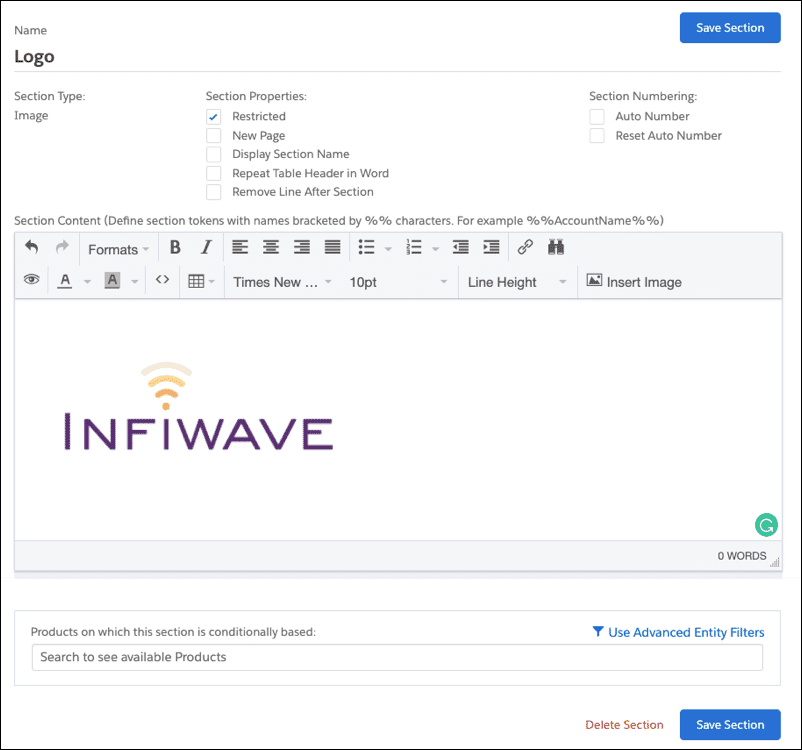 Name
Save Section
Logo
Section Type:
Section Properties:
Section Numbering:
Image
Restricted
Auto Number
New Page
Reset Auto Number
Display Section Name
Repeat Table Header in Word
Remove Line After Section
Section Content (Define section tokens with names bracketed by %% characters. For example %%AccountName%%)
Formats B I
A A <> Times New ... 10pt Line Height Insert Image
INFIWAVE
0 WORDS
Products on which this section is conditionally based:
Use Advanced Entity Filters
Search to see available Products
Delete Section
Save Section